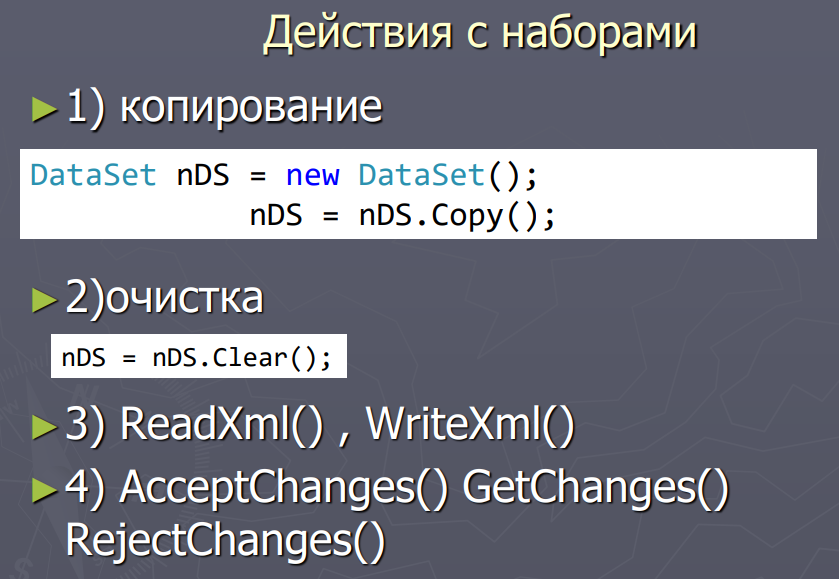 Действия с наборами
►1) копирование
DataSet nDS = new DataSet();
nDS = nDS.Copy();
►2)очистка
nDS = nDS.Clear();
►3) ReadXml() , WriteXml()
►4) AcceptChanges() GetChanges()
RejectChanges()